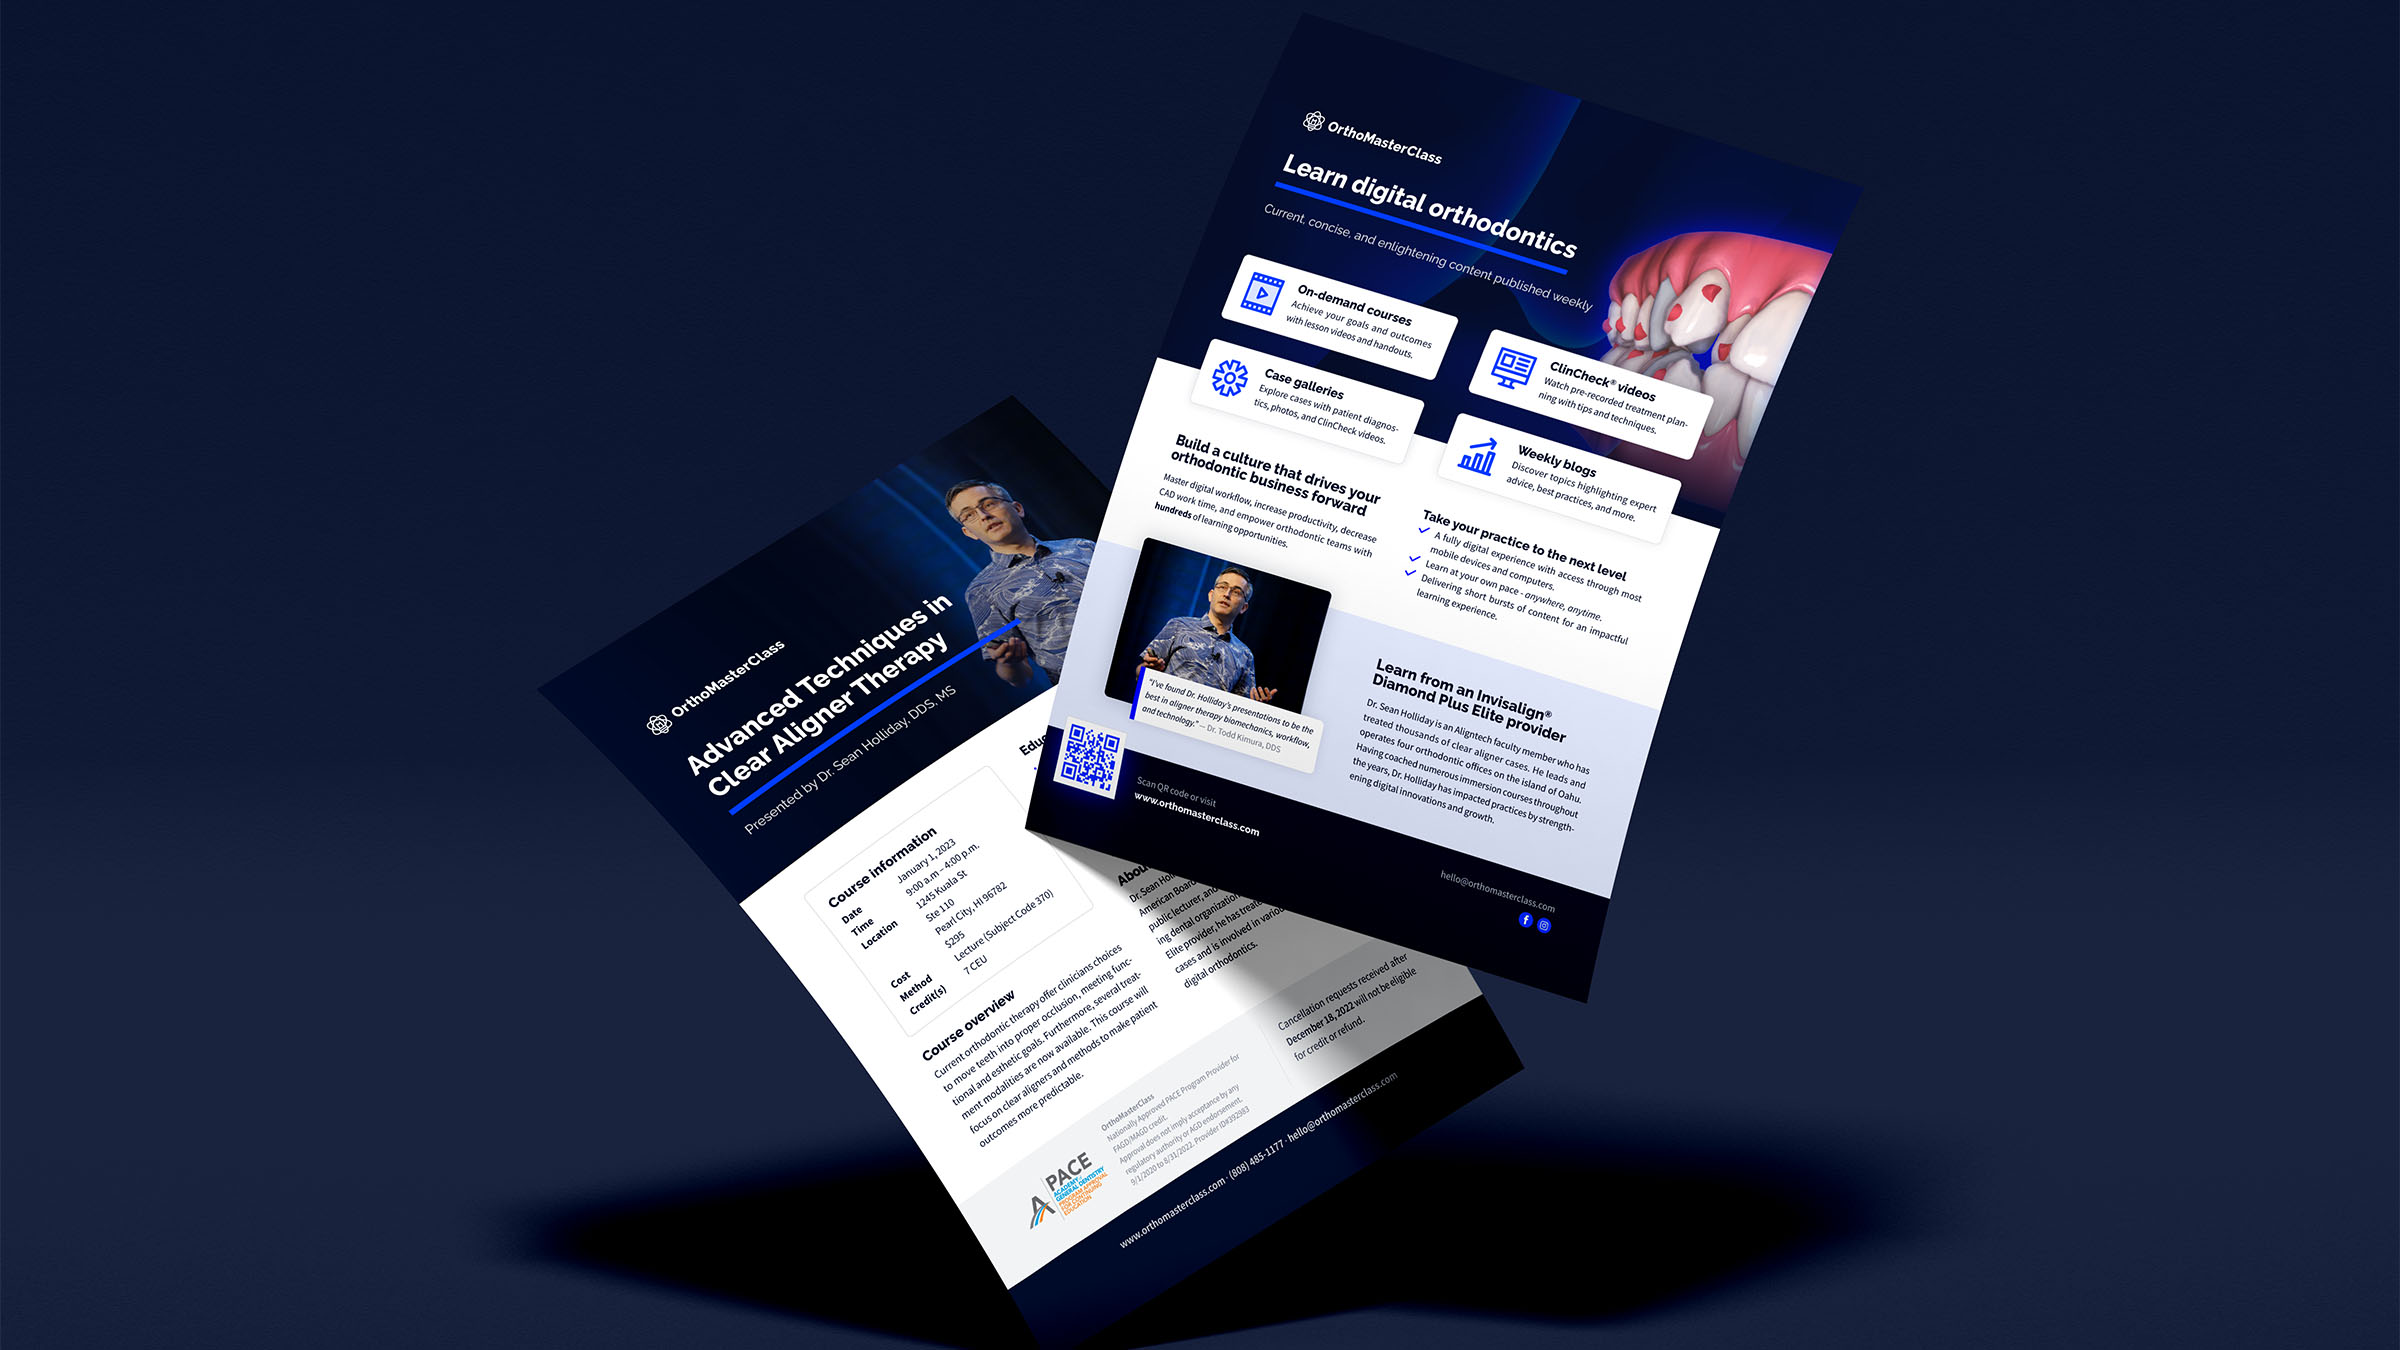 OrthoMasterClass
Learn digital orthodontics
Current, concise, and enlightening content published weekly
On-demand courses
Achieve your goals and outcomes
with lesson videos and handouts.
ClinCheck® videos
Watch pre-recorded treatment plan-
ning with tips and techniques.
Case galleries
Explore cases with patient diagnos-
tics, photos, and ClinCheck videos.
Weekly blogs
Discover topics highlighting expert
advice, best practices, and more.
Build a culture that drives your
orthodontic business forward
Master digital workflow, increase productivity, decrease
CAD work time, and empower orthodontic teams with
hundreds of learning opportunities.
Take your practice to the next level
A fully digital experience with access through most
mobile devices and computers.
Learn at your own pace - anywhere, anytime.
Delivering short bursts of content for an impactful
learning experience.
"I've found Dr. Holliday's presentations to be the
best in aligner therapy biomechanics, workflow,
and technology." — Dr. Todd Kimura, DDS
Learn from an Invisalign®
Diamond Plus Elite provider
Dr. Sean Holliday is an Aligntech faculty member who has
treated thousands of clear aligner cases. He leads and
operates four orthodontic offices on the island of Oahu.
Having coached numerous immersion courses throughout
the years, Dr. Holliday has impacted practices by strength-
ening digital innovations and growth.
Scan QR code or visit
www.orthomasterclass.com
hello@orthomasterclass.com
OrthoMasterClass
Advanced Techniques in
Clear Aligner Therapy
Presented by Dr. Sean Holliday, DDS, MS
Course information
Date January 1, 2023
Time 9:00 a.m – 4:00 p.m.
Location 1245 Kuala St
Ste 110
Pearl City, HI 96782
Cost $295
Method Lecture (Subject Code 370)
Credit(s) 7 CEU
Course overview
Current orthodontic therapy offer clinicians choices
to move teeth into proper occlusion, meeting func-
tional and esthetic goals. Furthermore, several treat-
ment modalities are now available. This course will
focus on clear aligners and methods to make patient
outcomes more predictable.
Dr. Sean
American Board
public lecturer, and
ing dental organization
Elite provider, he has
cases and is involved in
digital orthodontics.
PACE
ACADEMY of
GENERAL DENTISTRY
PROGRAM APPROVAL
FOR CONTINUING
EDUCATION
OrthoMasterClass
Nationally Approved PACE Program Provider for
FAGD/MAGD credit.
Approval does not imply acceptance by any
regulatory authority or AGD endorsement.
9/1/2020 to 8/31/2022. Provider ID#392983
Cancellation requests received after
December 18, 2022 will not be eligible
for credit or refund.
www.orthomasterclass.com · (808) 485-1177 · hello@orthomasterclass.com